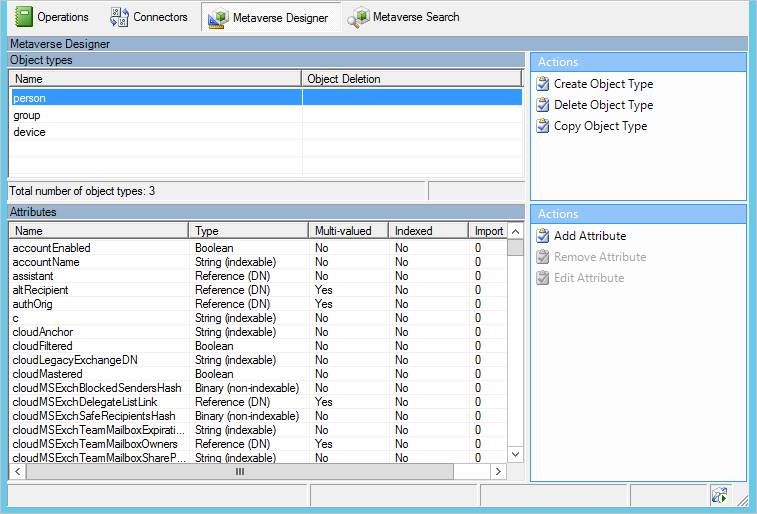 Operations Connectors Metaverse Designer Metaverse Search
Metaverse Designer
Object types
Name Object Deletion
person
group
device
Total number of object types: 3
Actions
Create Object Type
Delete Object Type
Copy Object Type
Attributes
Name Type Multi-valued Indexed Import
accountEnabled Boolean No No 0
accountName String (indexable) No No 0
assistant Reference (DN) No No 0
altRecipient Reference (DN) Yes No 0
authOrig Reference (DN) Yes No 0
c String (indexable) No No 0
cloudAnchor String (indexable) No No 0
cloudFiltered Boolean No No 0
cloudLegacyExchangeDN String (indexable) No No 0
cloudMastered Boolean No No 0
cloudMSExchBlockedSendersHash Binary (non-indexable) No No 0
cloudMSExchDelegateListLink Reference (DN) Yes No 0
cloudMSExchSafeRecipientsHash Binary (non-indexable) No No 0
cloudMSExchTeamMailboxExpirati... String (indexable) No No 0
cloudMSExchTeamMailboxOwners Reference (DN) Yes No 0
cloudMSExchTeamMailboxShareP... String (indexable) No No 0
Actions
Add Attribute
Remove Attribute
Edit Attribute